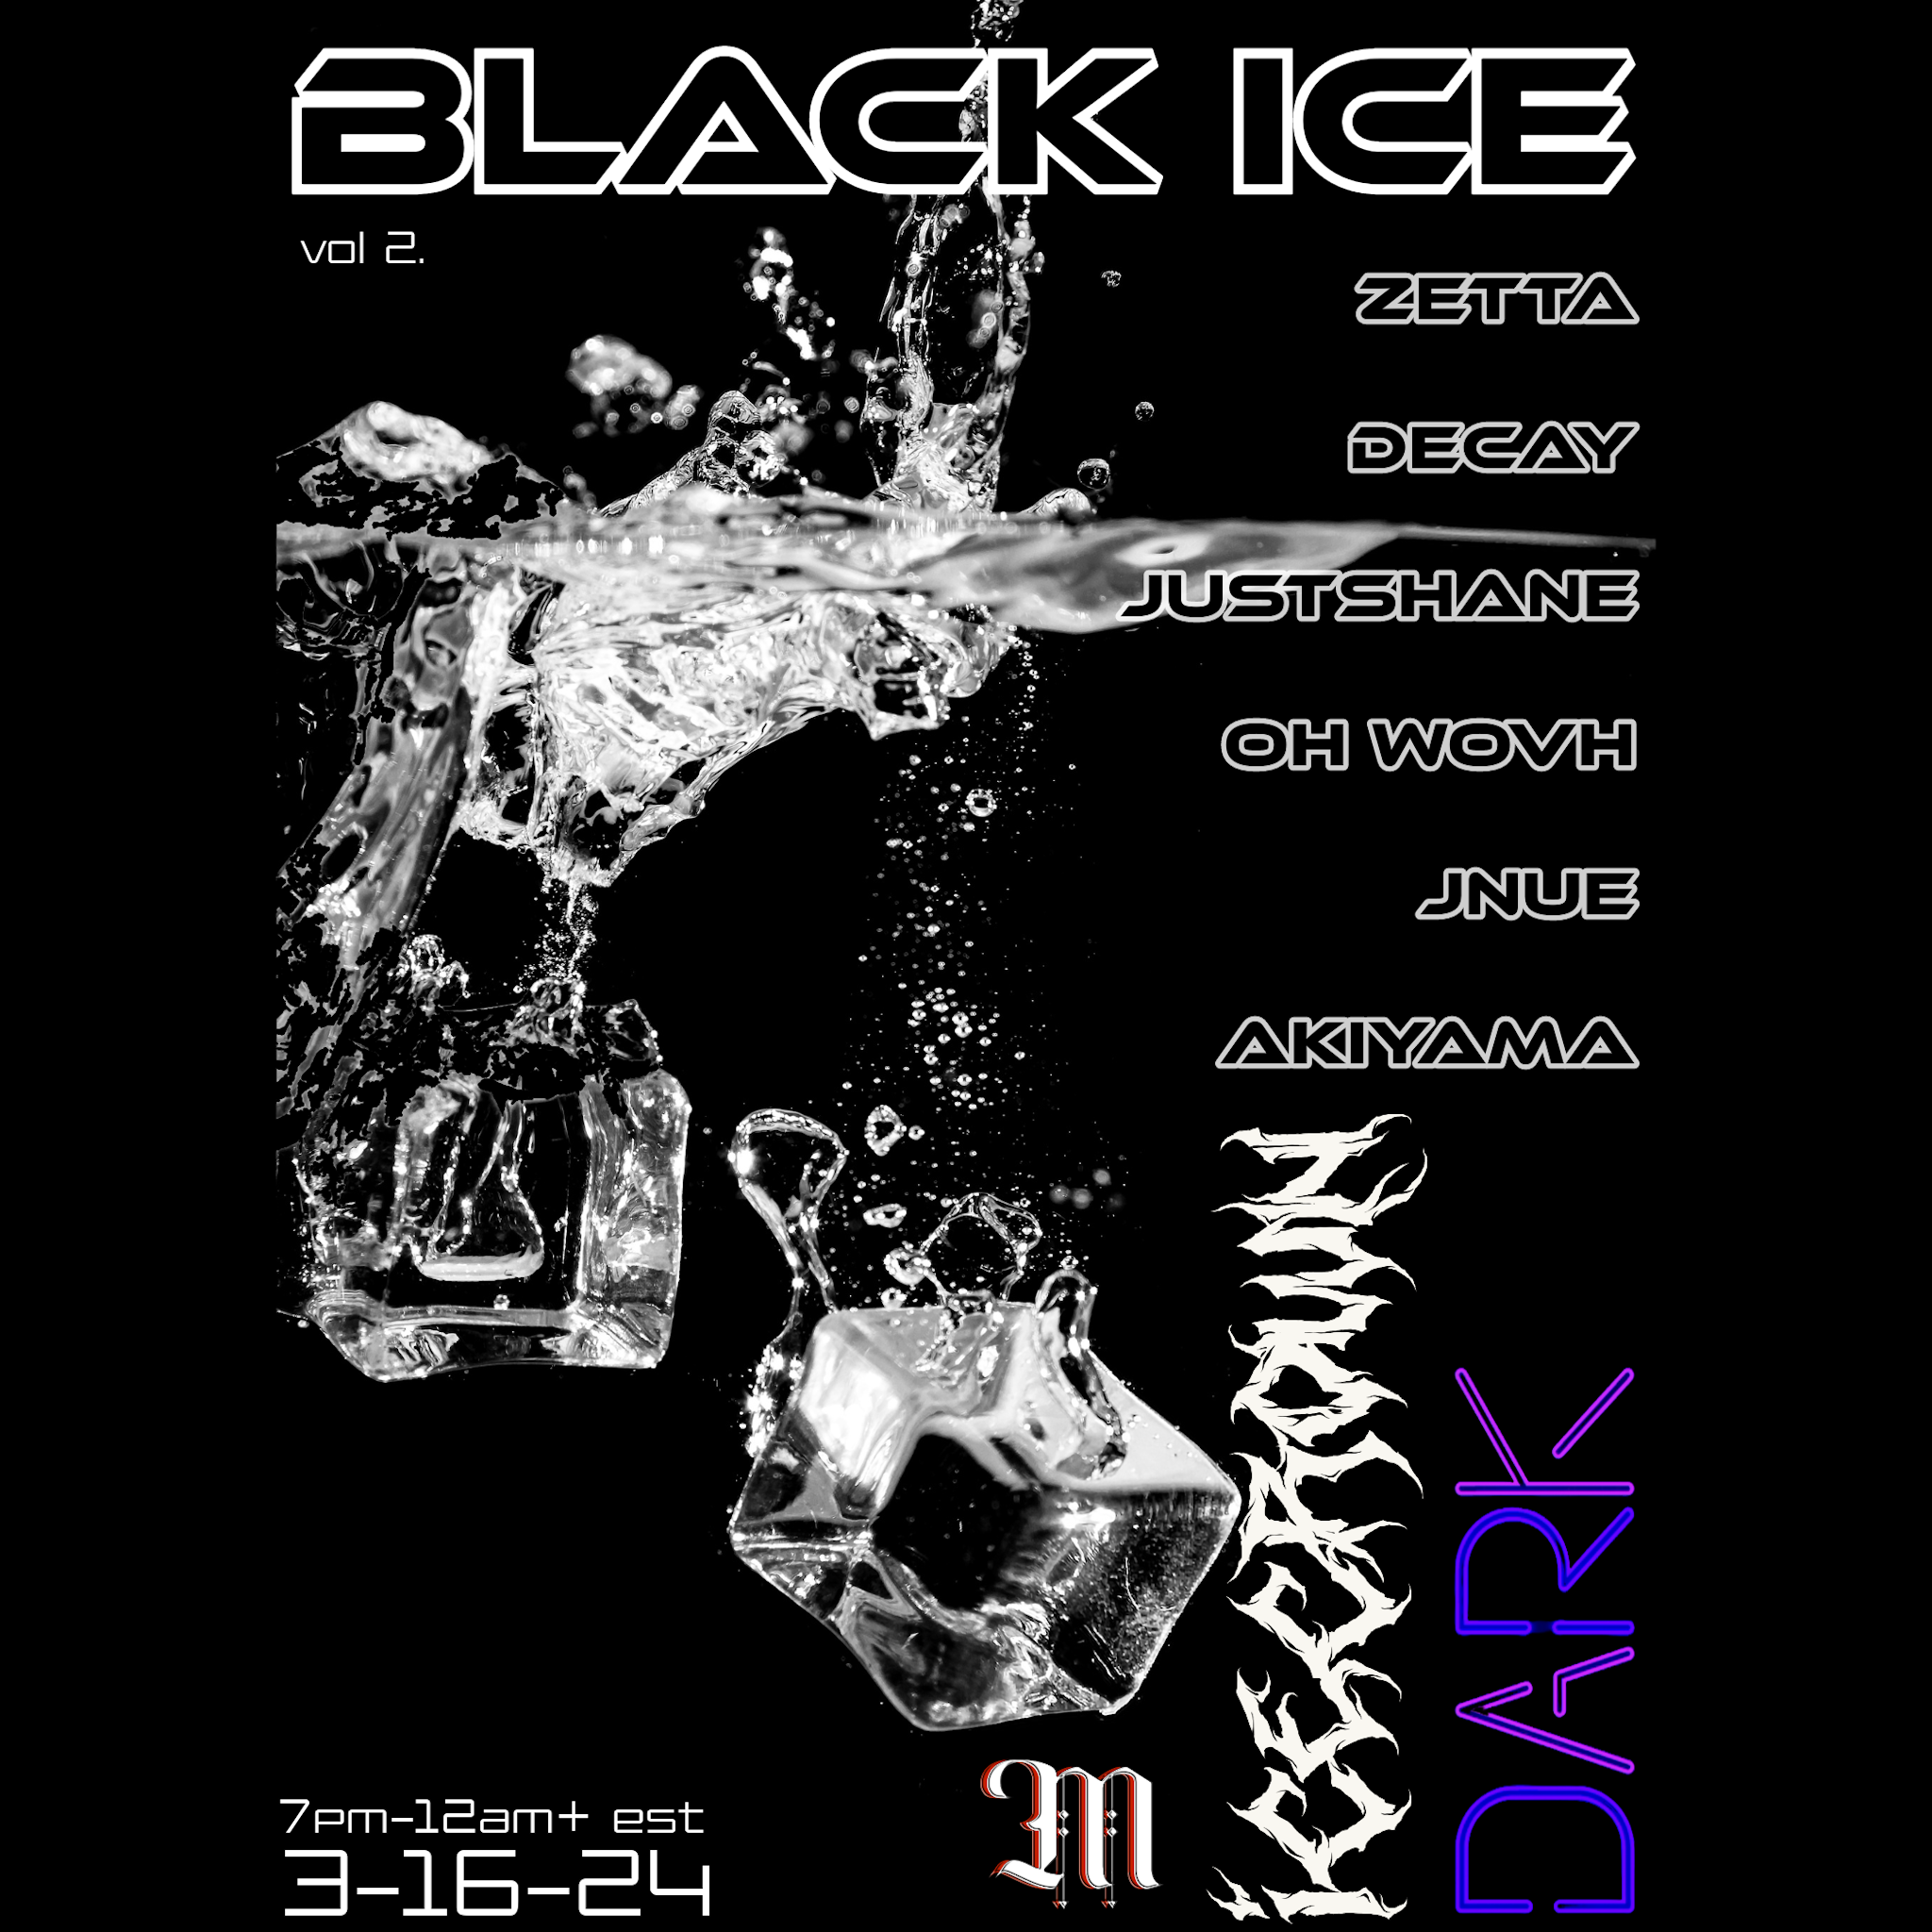 BLACK ICE
vol 2.
ZETTA
DECAY
JUSTSHANE
OH WOVH
JNUE
AKIYAMA
DARK
M
7pm-12am+ est
3-16-24